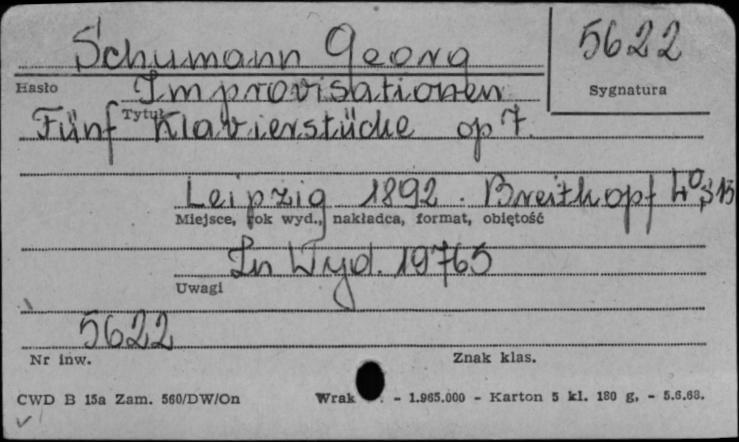 Schumann Georg 5622
Hasło Improvisationen Sygnatura
Tytuł
Fünf Klavierstücke op 7.
Leipzig 1892. Breitkopf 4° s 15
Miejsce, rok wyd., nakładca, format, objętość
Ln Wyd. 19765
Uwagi
5622
Nr inw. Znak klas.
CWD B 15a Zam. 560/DW/On Wrak - 1.965.000 - Karton 5 kl. 180 g. - 5.6.68.